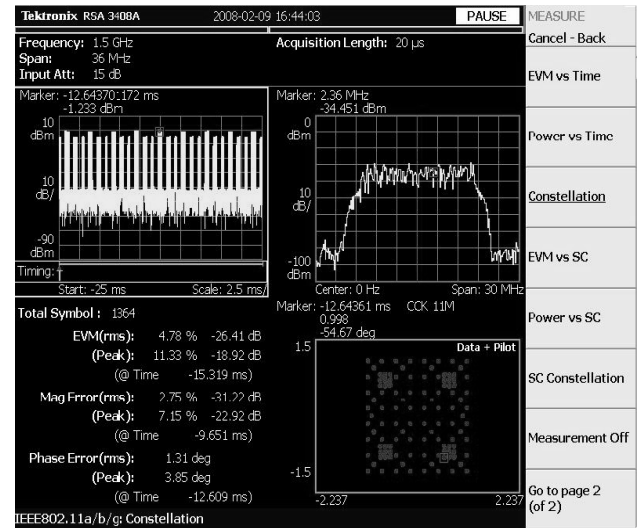 Tektronix RSA 3408A 2008-02-09 16:44:03 PAUSE
Frequency: 1.5 GHz Acquisition Length: 20 µs
Span: 36 MHz
Input Att: 15 dB
Marker: -12.64370172 ms
-1.233 dBm
10
dBm
10
dB/
-90
dBm
Timing:
Start: -25 ms Scale: 2.5 ms/
Marker: 2.36 MHz
-34.451 dBm
0
dBm
10
dB/
-100
dBm
Center: 0 Hz Span: 30 MHz
Total Symbol: 1364
EVM(rms): 4.78 % -26.41 dB
(Peak): 11.33 % -18.92 dB
(@ Time -15.319 ms)
Mag Error(rms): 2.75 % -31.22 dB
(Peak): 7.15 % -22.92 dB
(@ Time -9.651 ms)
Phase Error(rms): 1.31 deg
(Peak): 3.85 deg
(@ Time -12.609 ms)
Marker: -12.64361 ms CCK 11M
0.998
-54.67 deg
1.5
Data + Pilot
-1.5
-2.237 2.237
IEEE802.11a/b/g: Constellation
MEASURE
Cancel - Back
EVM vs Time
Power vs Time
Constellation
EVM vs SC
Power vs SC
SC Constellation
Measurement Off
Go to page 2
(of 2)